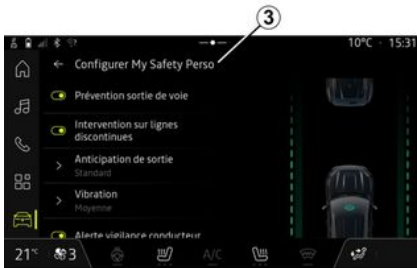 3
10°C 15:31
Configurer My Safety Perso
Prévention sortie de voie
Intervention sur lignes
discontinues
Anticipation de sortie
Standard
Vibration
Moyenne
Alerte vigilance conducteur
21°C 3 A/C